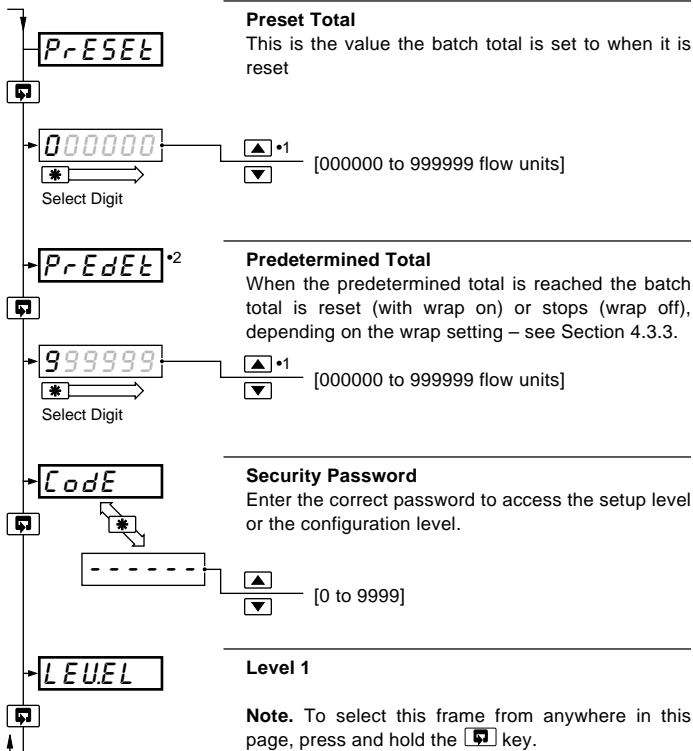 Preset Total
PrESEt
This is the value the batch total is set to when it is
reset
000000
▲ •1
[000000 to 999999 flow units]
* 
▼
Select Digit
PrEdEt •2
Predetermined Total
When the predetermined total is reached the batch
total is reset (with wrap on) or stops (wrap off),
depending on the wrap setting – see Section 4.3.3.
999999
▲ •1
[000000 to 999999 flow units]
*
▼
Select Digit
CodE
Security Password
Enter the correct password to access the setup level
or the configuration level.
*
- - - - - -
▲
[0 to 9999]
▼
LEV.EL
Level 1
Note. To select this frame from anywhere in this
page, press and hold the key.